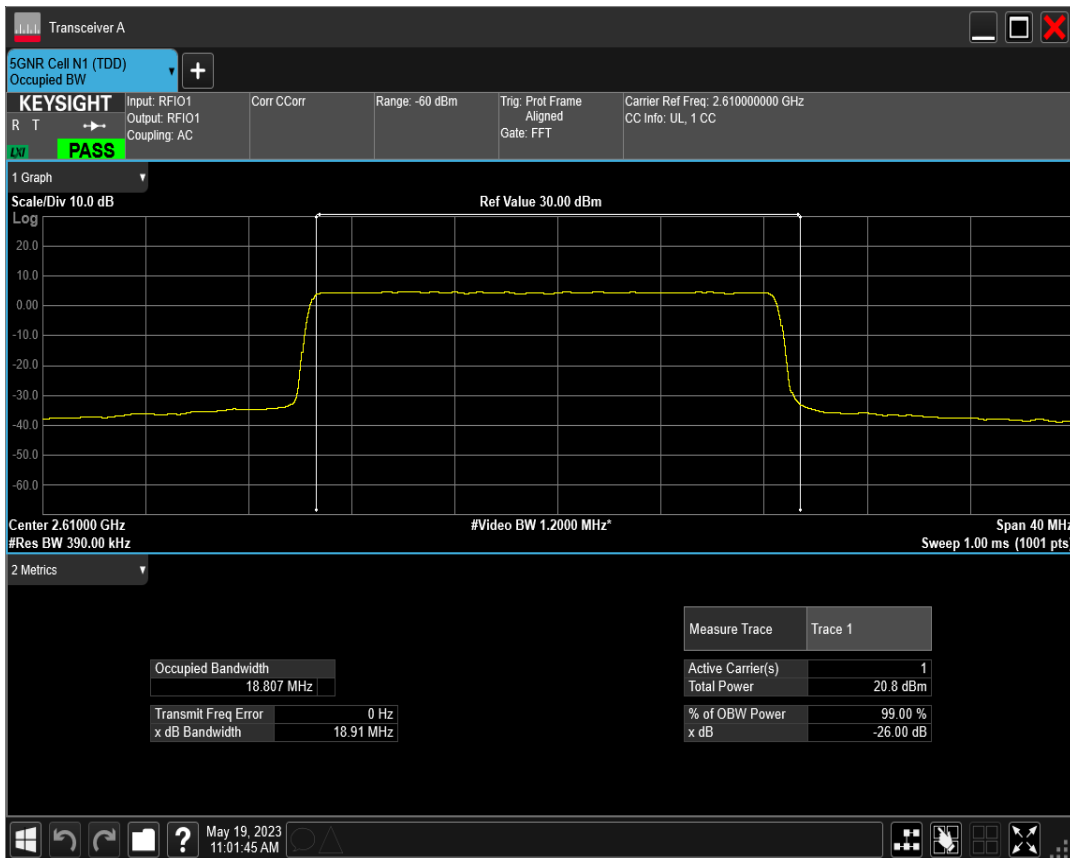 Transceiver A
5GNR Cell N1 (TDD)
Occupied BW
+
KEYSIGHT
R T
LXI
PASS
Input: RFIO1
Output: RFIO1
Coupling: AC
Corr CCorr
Range: -60 dBm
Trig: Prot Frame
Aligned
Gate: FFT
Carrier Ref Freq: 2.610000000 GHz
CC Info: UL, 1 CC
1 Graph
Scale/Div 10.0 dB
Ref Value 30.00 dBm
Log
20.0
10.0
0.00
-10.0
-20.0
-30.0
-40.0
-50.0
-60.0
Center 2.61000 GHz
#Video BW 1.2000 MHz*
Span 40 MHz
#Res BW 390.00 kHz
Sweep 1.00 ms (1001 pts)
2 Metrics
Measure Trace Trace 1
Occupied Bandwidth
18.807 MHz
Active Carrier(s) 1
Total Power 20.8 dBm
Transmit Freq Error 0 Hz
x dB Bandwidth 18.91 MHz
% of OBW Power 99.00 %
x dB -26.00 dB
?
May 19, 2023
11:01:45 AM